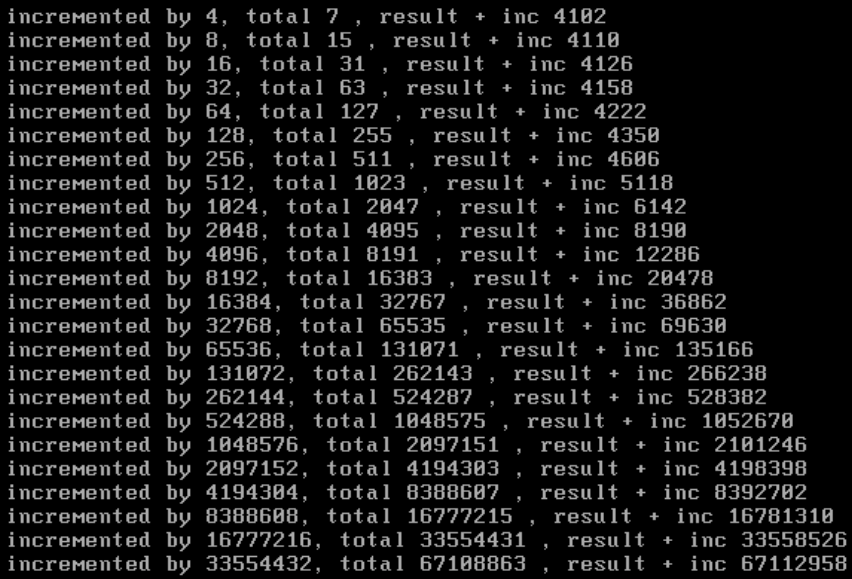 incremented by 4, total 7 , result + inc 4102
incremented by 8, total 15 , result + inc 4110
incremented by 16, total 31 , result + inc 4126
incremented by 32, total 63 , result + inc 4158
incremented by 64, total 127 , result + inc 4222
incremented by 128, total 255 , result + inc 4350
incremented by 256, total 511 , result + inc 4606
incremented by 512, total 1023 , result + inc 5118
incremented by 1024, total 2047 , result + inc 6142
incremented by 2048, total 4095 , result + inc 8190
incremented by 4096, total 8191 , result + inc 12286
incremented by 8192, total 16383 , result + inc 20478
incremented by 16384, total 32767 , result + inc 36862
incremented by 32768, total 65535 , result + inc 69630
incremented by 65536, total 131071 , result + inc 135166
incremented by 131072, total 262143 , result + inc 266238
incremented by 262144, total 524287 , result + inc 528382
incremented by 524288, total 1048575 , result + inc 1052670
incremented by 1048576, total 2097151 , result + inc 2101246
incremented by 2097152, total 4194303 , result + inc 4198398
incremented by 4194304, total 8388607 , result + inc 8392702
incremented by 8388608, total 16777215 , result + inc 16781310
incremented by 16777216, total 33554431 , result + inc 33558526
incremented by 33554432, total 67108863 , result + inc 67112958